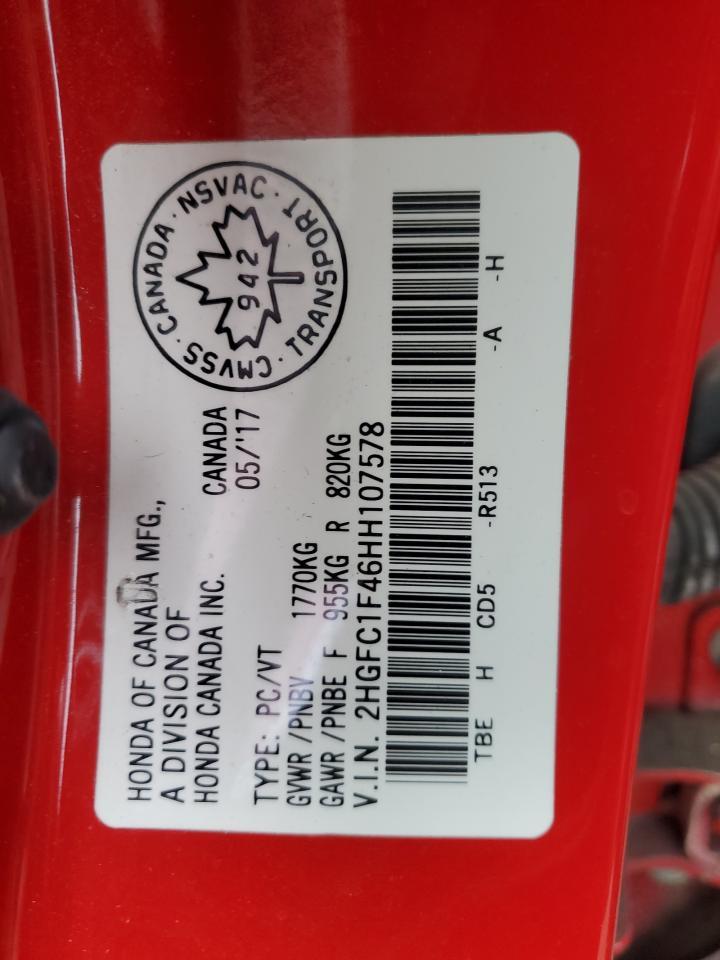 HONDA OF CANADA MFG.,
A DIVISION OF
HONDA CANADA INC. CANADA
TYPE: PC/VT 05/'17
GVWR /PNBV 1770KG
GAWR /PNBE F 955KG R 820KG
V.I.N. 2HGFC1F46HH107578
TBE H CD5 -R513 -A -H
CMVSS · CANADA · NSVAC · TRANSPORT ·
942